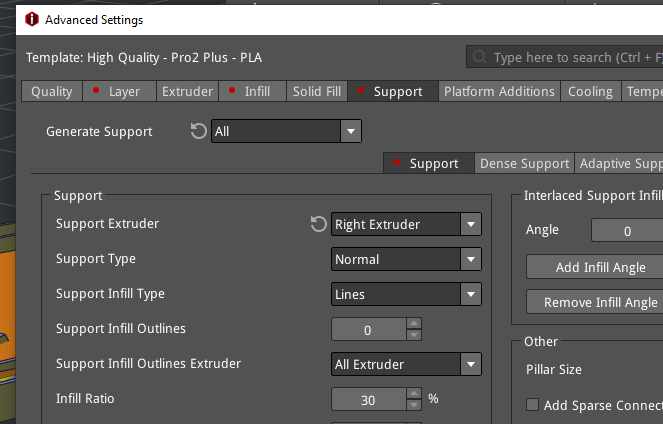 Advanced Settings
Template: High Quality - Pro2 Plus - PLA
Type here to search (Ctrl + F)
Quality Layer Extruder Infill Solid Fill Support Platform Additions Cooling Tempe
Generate Support All
Support Dense Support Adaptive Supp
Support
Support Extruder Right Extruder
Support Type Normal
Support Infill Type Lines
Support Infill Outlines 0
Support Infill Outlines Extruder All Extruder
Infill Ratio 30 %
Interlaced Support Infill
Angle 0
Add Infill Angle
Remove Infill Angle
Other
Pillar Size
Add Sparse Connect